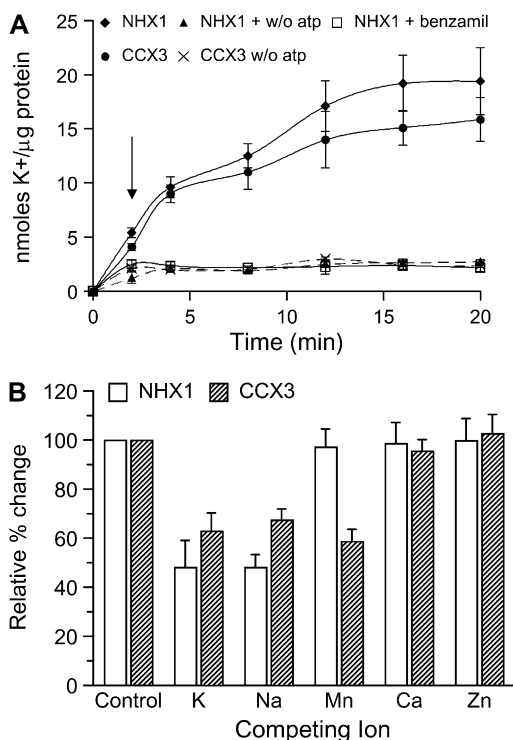 A
NHX1 NHX1 + w/o atp NHX1 + benzamil
CCX3 CCX3 w/o atp
nmoles K+/µg protein
25
20
15
10
5
0
0 5 10 15 20
Time (min)
B
NHX1 CCX3
Relative % change
120
100
80
60
40
20
0
Control K Na Mn Ca Zn
Competing Ion